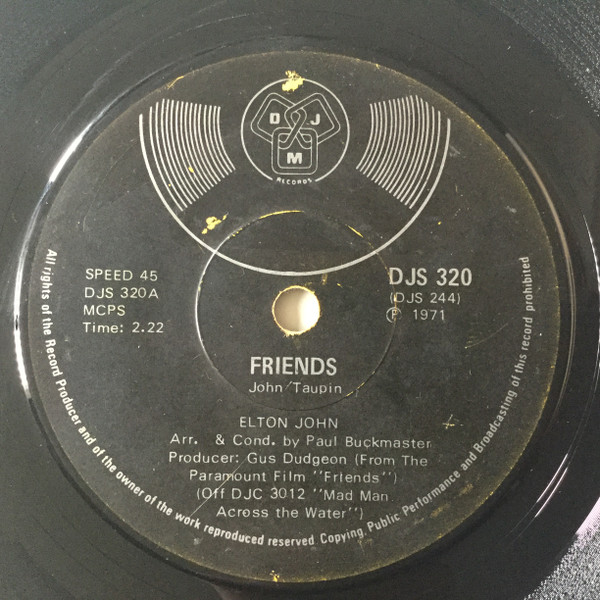 D J
M
RECORDS
SPEED 45
DJS 320A
MCPS
Time: 2.22
DJS 320
(DJS 244)
Ⓟ 1971
FRIENDS
John/Taupin
ELTON JOHN
Arr. & Cond. by Paul Buckmaster
Producer: Gus Dudgeon (From The
Paramount Film "Friends")
(Off DJC 3012 "Mad Man
Across the Water")
All rights of the Record Producer and of the owner of the work reproduced reserved. Copying, Public Performance and Broadcasting of this record prohibited